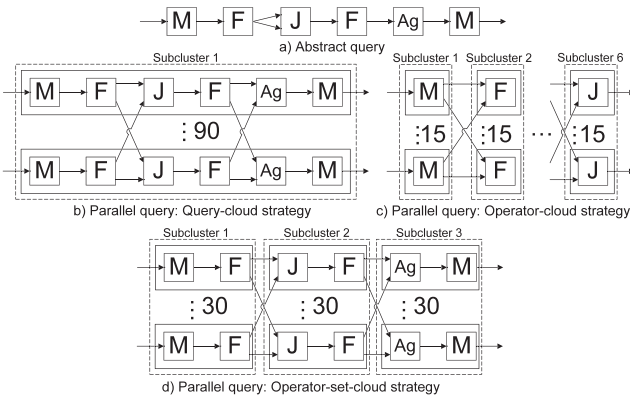 M F J F Ag M
a) Abstract query
Subcluster 1
M F J F Ag M
⋮90
M F J F Ag M
b) Parallel query: Query-cloud strategy
Subcluster 1 Subcluster 2 Subcluster 6
M F J
⋮15 ⋮15 ... ⋮15
M F J
c) Parallel query: Operator-cloud strategy
Subcluster 1 Subcluster 2 Subcluster 3
M F J F Ag M
⋮30 ⋮30 ⋮30
M F J F Ag M
d) Parallel query: Operator-set-cloud strategy